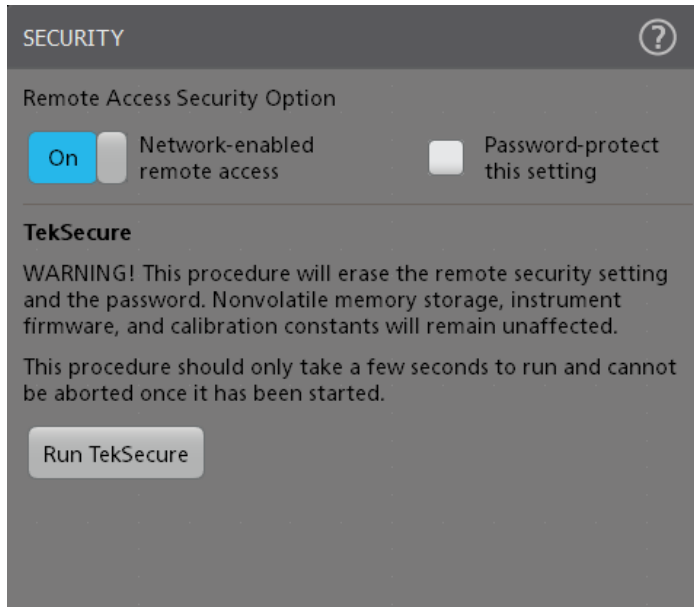 SECURITY
?
Remote Access Security Option
On
Network-enabled
remote access
Password-protect
this setting
TekSecure
WARNING! This procedure will erase the remote security setting
and the password. Nonvolatile memory storage, instrument
firmware, and calibration constants will remain unaffected.
This procedure should only take a few seconds to run and cannot
be aborted once it has been started.
Run TekSecure